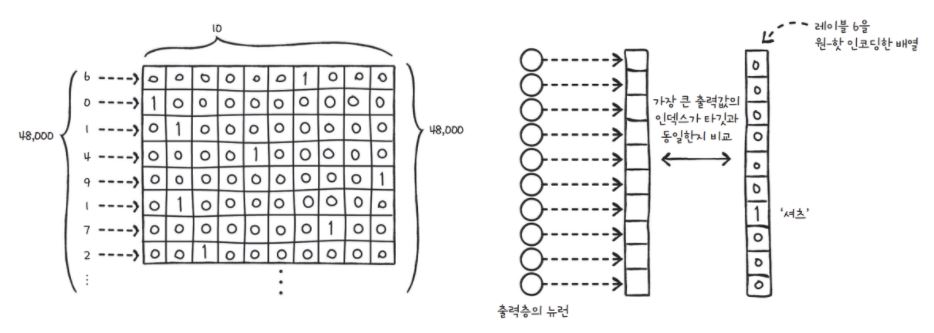 10
48,000
6 0 0 0 0 0 0 1 0 0 0
0 1 0 0 0 0 0 0 0 0 0
1 0 1 0 0 0 0 0 0 0 0
4 0 0 0 0 1 0 0 0 0 0
9 0 0 0 0 0 0 0 0 0 1
1 0 1 0 0 0 0 0 0 0 0
7 0 0 0 0 0 0 0 1 0 0
2 0 0 1 0 0 0 0 0 0 0
48,000
출력층의 뉴런
가장 큰 출력값의
인덱스가 타깃과
동일한지 비교
레이블 6을
원-핫 인코딩한 배열
0
0
0
0
0
0
1
0
0
0
'셔츠'